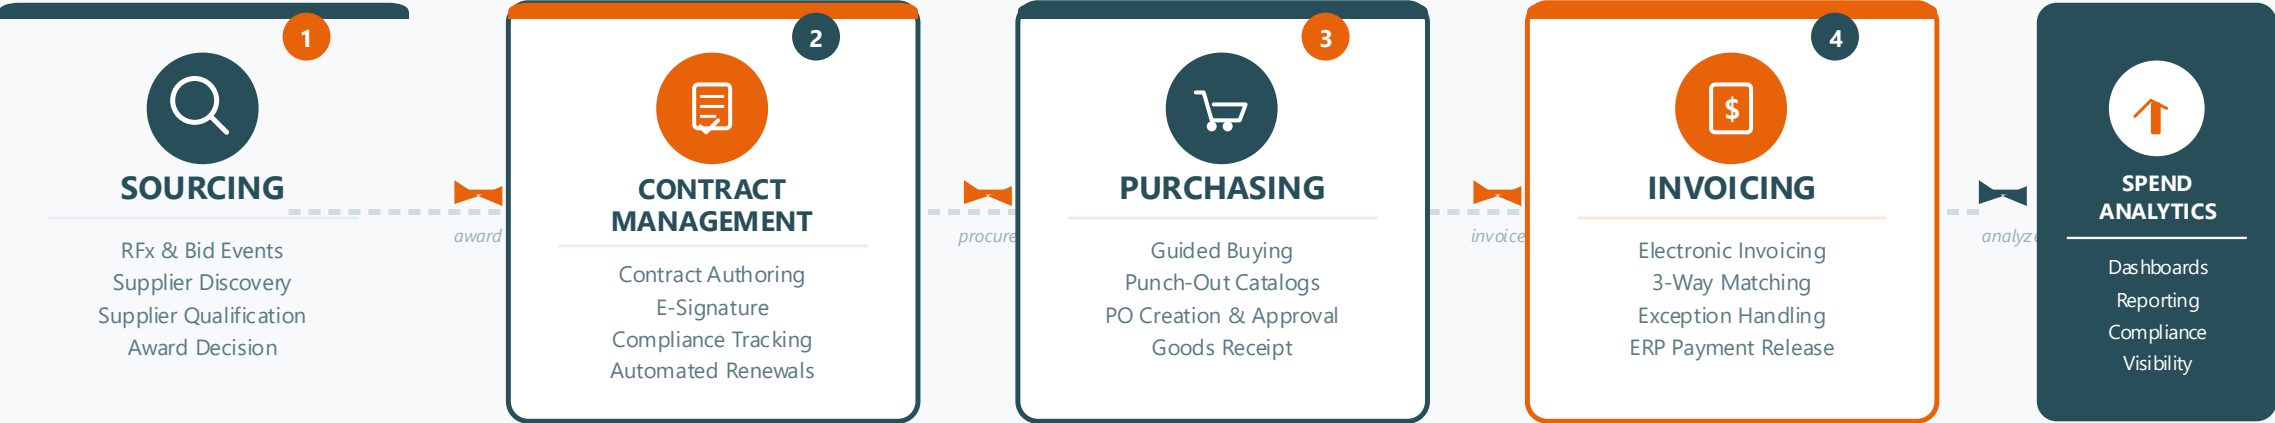 1
SOURCING
RFx & Bid Events
Supplier Discovery
Supplier Qualification
Award Decision
award
2
CONTRACT
MANAGEMENT
Contract Authoring
E-Signature
Compliance Tracking
Automated Renewals
procure
3
PURCHASING
Guided Buying
Punch-Out Catalogs
PO Creation & Approval
Goods Receipt
invoice
4
$
INVOICING
Electronic Invoicing
3-Way Matching
Exception Handling
ERP Payment Release
analyze
SPEND
ANALYTICS
Dashboards
Reporting
Compliance
Visibility